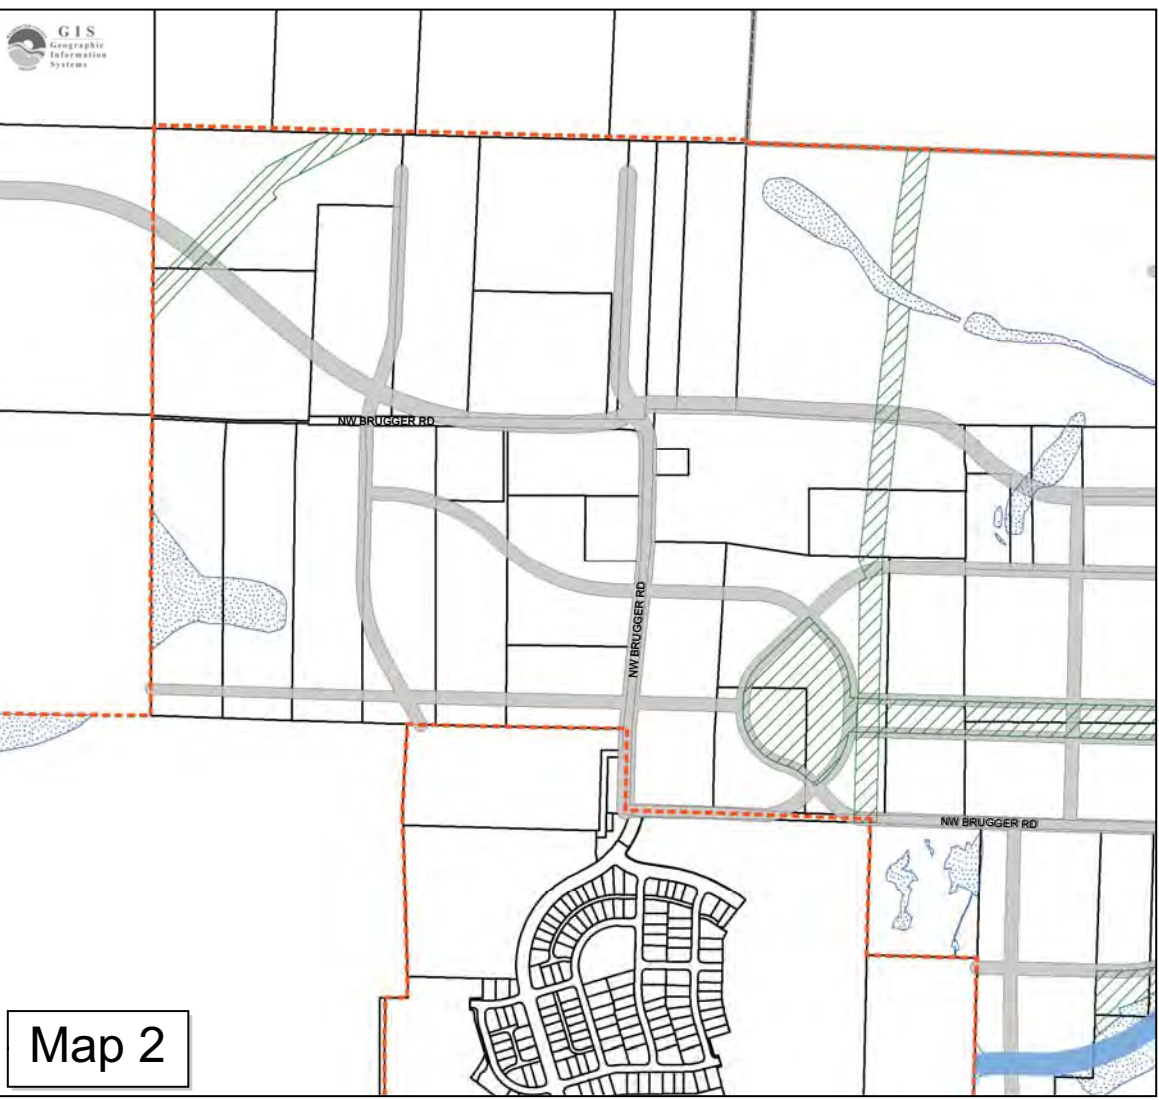 GIS
Geographic
Information
Systems
NW BRUGGER RD
NW BRUGGER RD
NW BRUGGER RD
Map 2